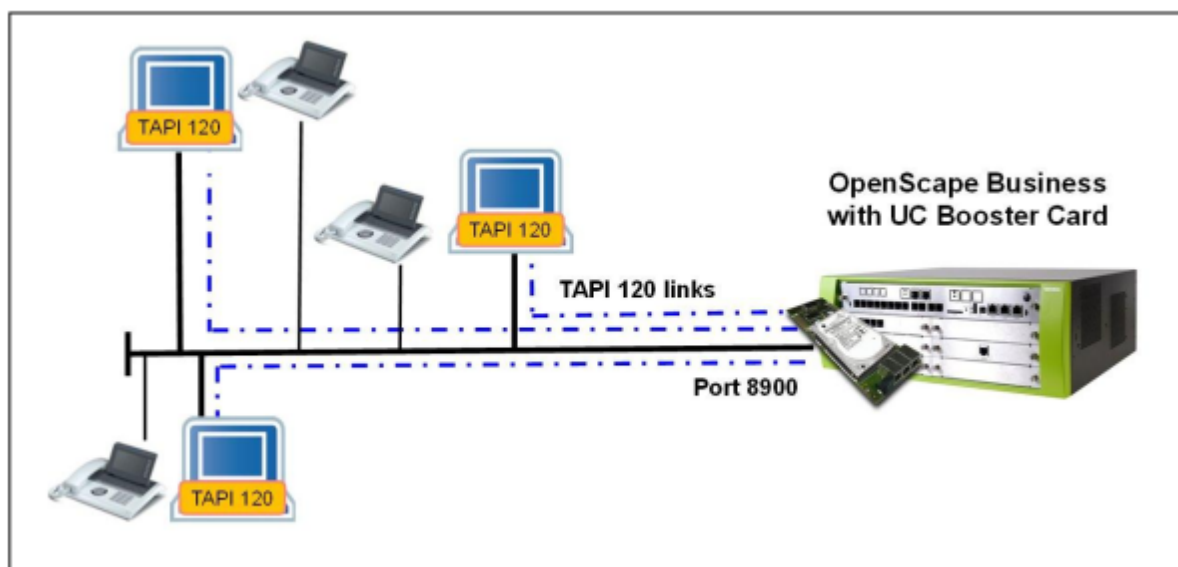 TAPI 120
TAPI 120
OpenScape Business
with UC Booster Card
TAPI 120 links
Port 8900
TAPI 120